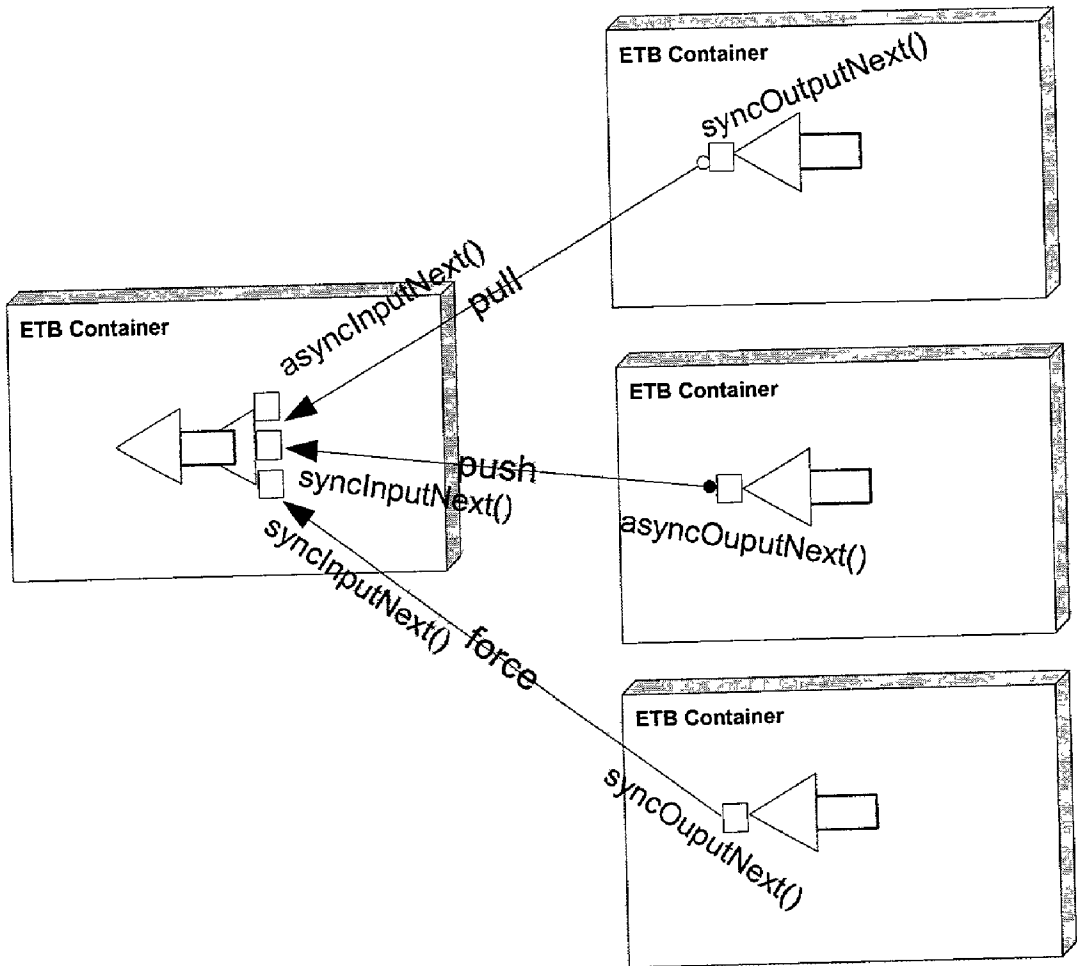 ETB Container
syncOutputNext()
asyncInputNext()
pull
ETB Container
ETB Container
push
syncInputNext()
asyncOuputNext()
syncInputNext()
force
ETB Container
syncOuputNext()